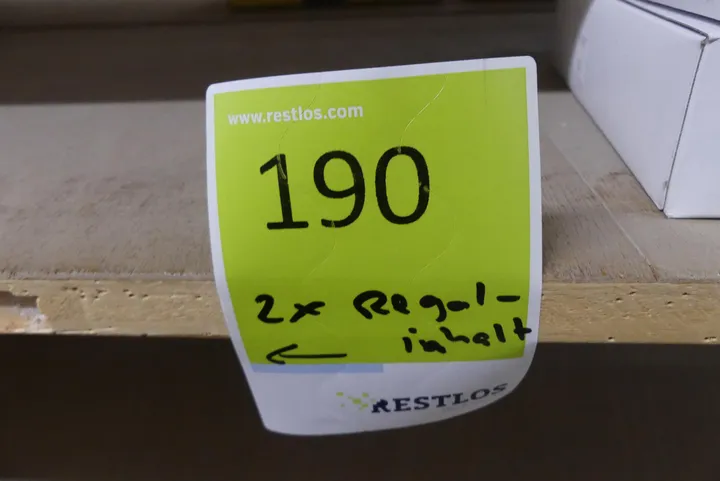 www.restlos.com
190
2x Regal-
← inhalt
RESTLOS